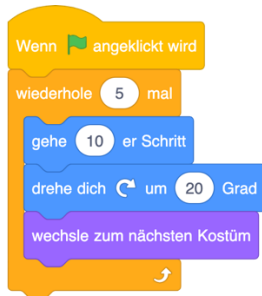 Wenn angeklickt wird
wiederhole 5 mal
gehe 10 er Schritt
drehe dich um 20 Grad
wechsle zum nächsten Kostüm